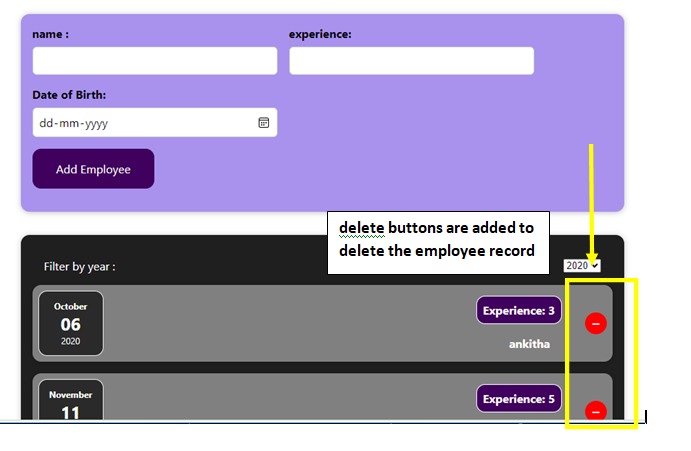 name :
experience:
Date of Birth:
dd-mm-yyyy
Add Employee
delete buttons are added to
delete the employee record
Filter by year :
2020
October
06
2020
Experience: 3
ankitha
November
11
Experience: 5